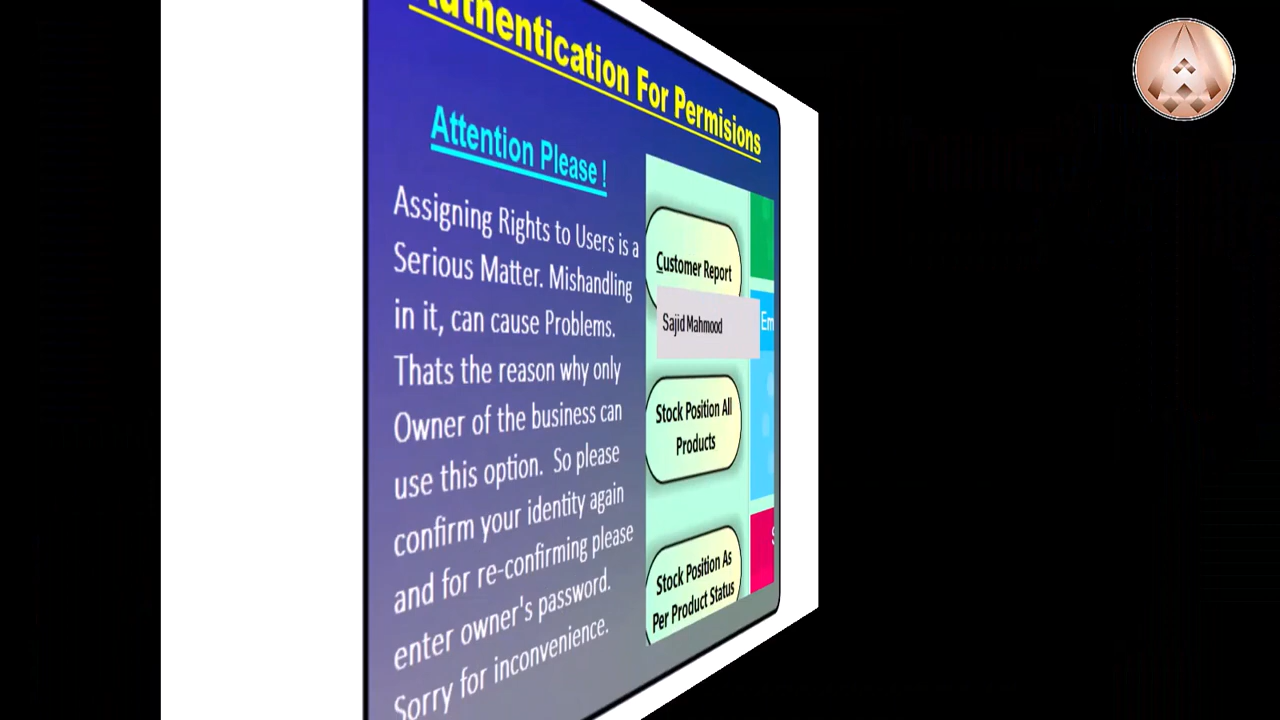 Authentication For Permisions
Attention Please !
Assigning Rights to Users is a
Serious Matter. Mishandling
in it, can cause Problems.
Thats the reason why only
Owner of the business can
use this option. So please
confirm your identity again
and for re-confirming please
enter owner's password.
Sorry for inconvenience.
Customer Report
Sajid Mahmood
Em
Stock Position All
Products
Stock Position As
Per Product Status